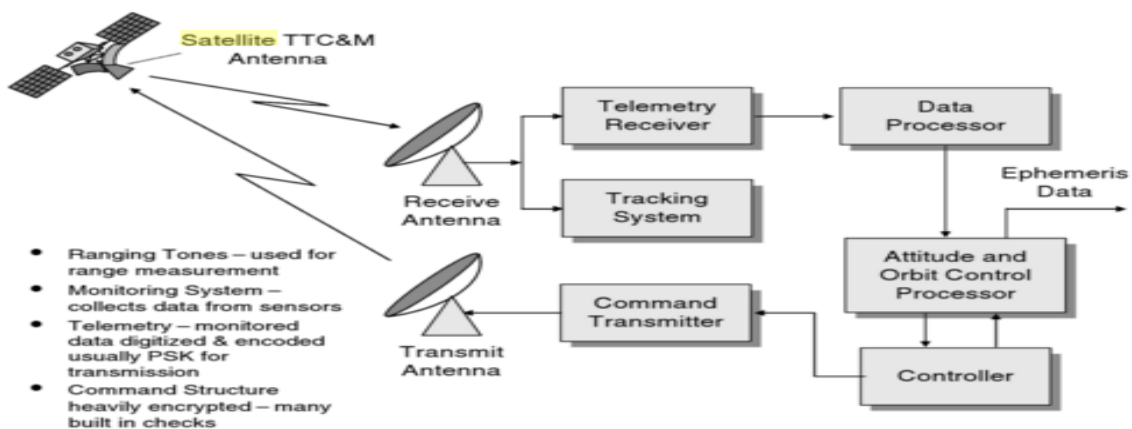 Satellite TTC&M
Antenna
Telemetry
Receiver
Data
Processor
Ephemeris
Data
Receive
Antenna
Tracking
System
Attitude and
Orbit Control
Processor
Command
Transmitter
Transmit
Antenna
Controller
• Ranging Tones – used for
range measurement
• Monitoring System –
collects data from sensors
• Telemetry – monitored
data digitized & encoded
usually PSK for
transmission
• Command Structure
heavily encrypted – many
built in checks